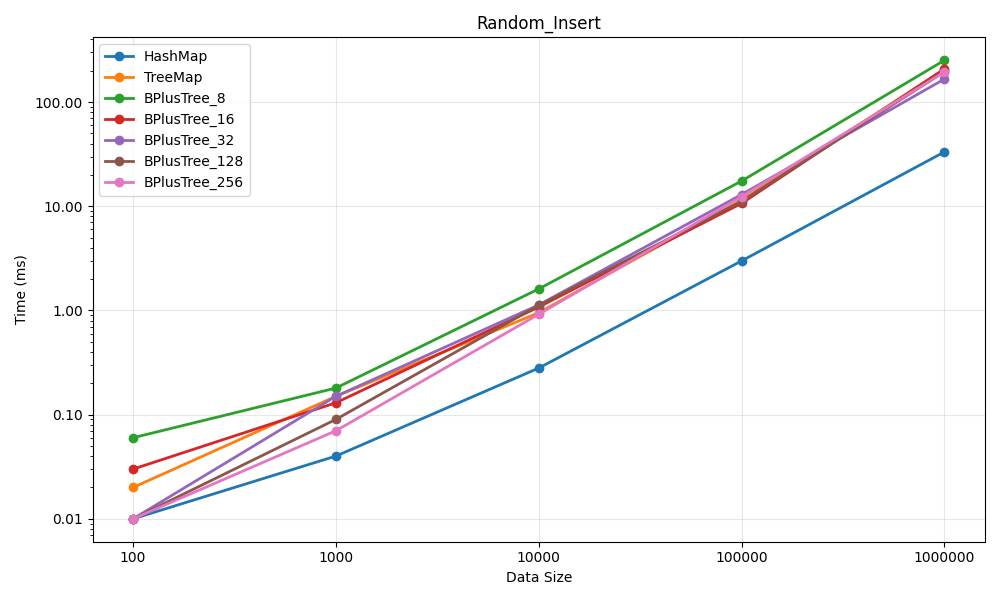 Random_Insert
HashMap
TreeMap
BPlusTree_8
BPlusTree_16
BPlusTree_32
BPlusTree_128
BPlusTree_256
Time (ms)
100.00
10.00
1.00
0.10
0.01
100 1000 10000 100000 1000000
Data Size